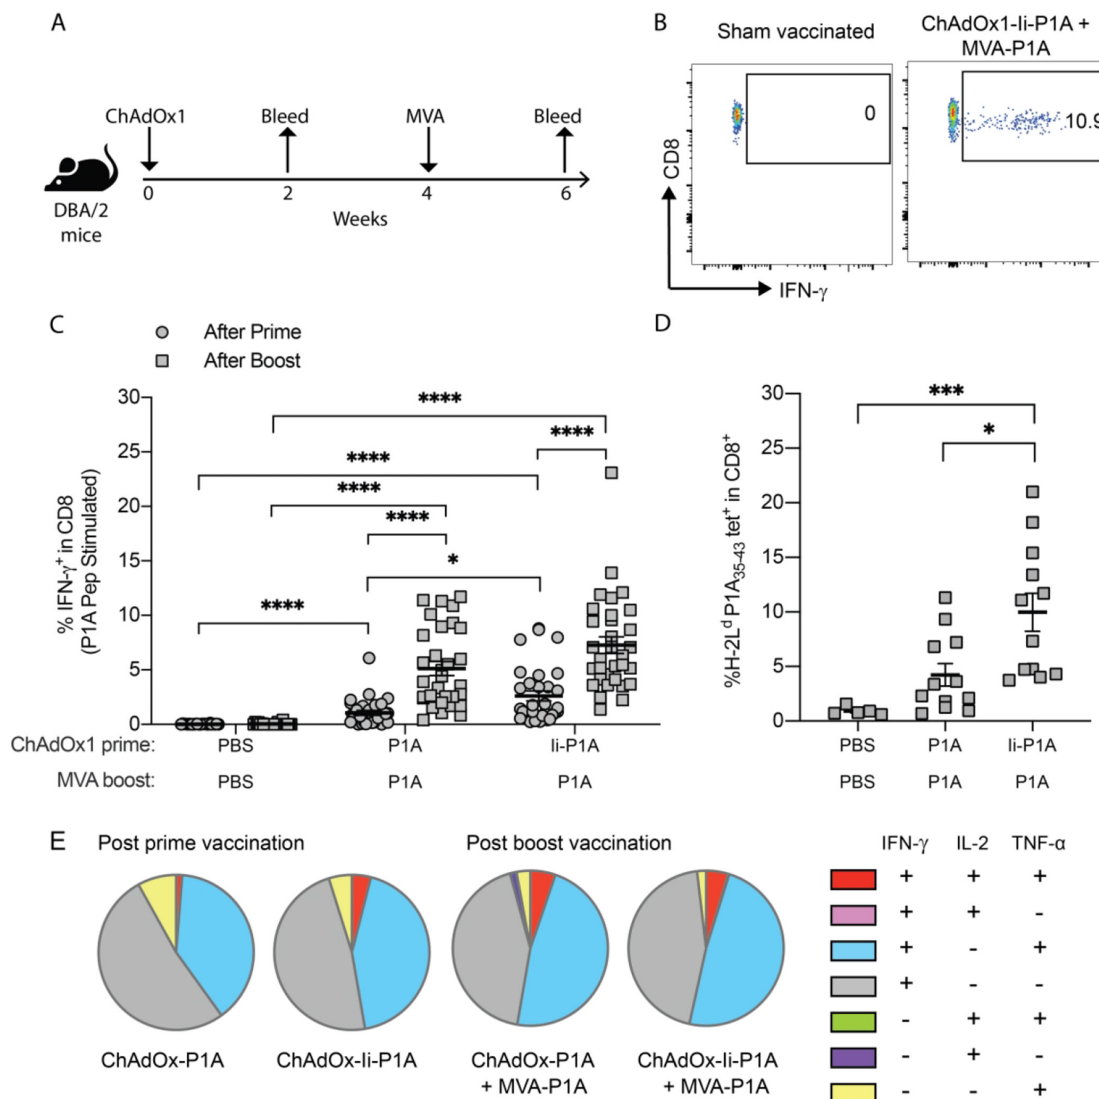 A
ChAdOx1
Bleed
MVA
Bleed
0
2
4
6
DBA/2
mice
Weeks
B
Sham vaccinated
ChAdOx1-Ii-P1A +
MVA-P1A
0
10.9
CD8
IFN-γ
C
After Prime
After Boost
% IFN-γ+ in CD8
(P1A Pep Stimulated)
30
25
20
15
10
5
0
****
****
****
****
****
*
****
ChAdOx1 prime:
PBS
P1A
Ii-P1A
MVA boost:
PBS
P1A
P1A
D
%H-2Ld P1A35-43 tet+ in CD8+
30
25
20
15
10
5
0
***
*
PBS
P1A
Ii-P1A
PBS
P1A
P1A
E
Post prime vaccination
Post boost vaccination
ChAdOx-P1A
ChAdOx-Ii-P1A
ChAdOx-P1A
+ MVA-P1A
ChAdOx-Ii-P1A
+ MVA-P1A
IFN-γ IL-2 TNF-α
+ + +
+ + -
+ - +
+ - -
- + +
- + -
- - +